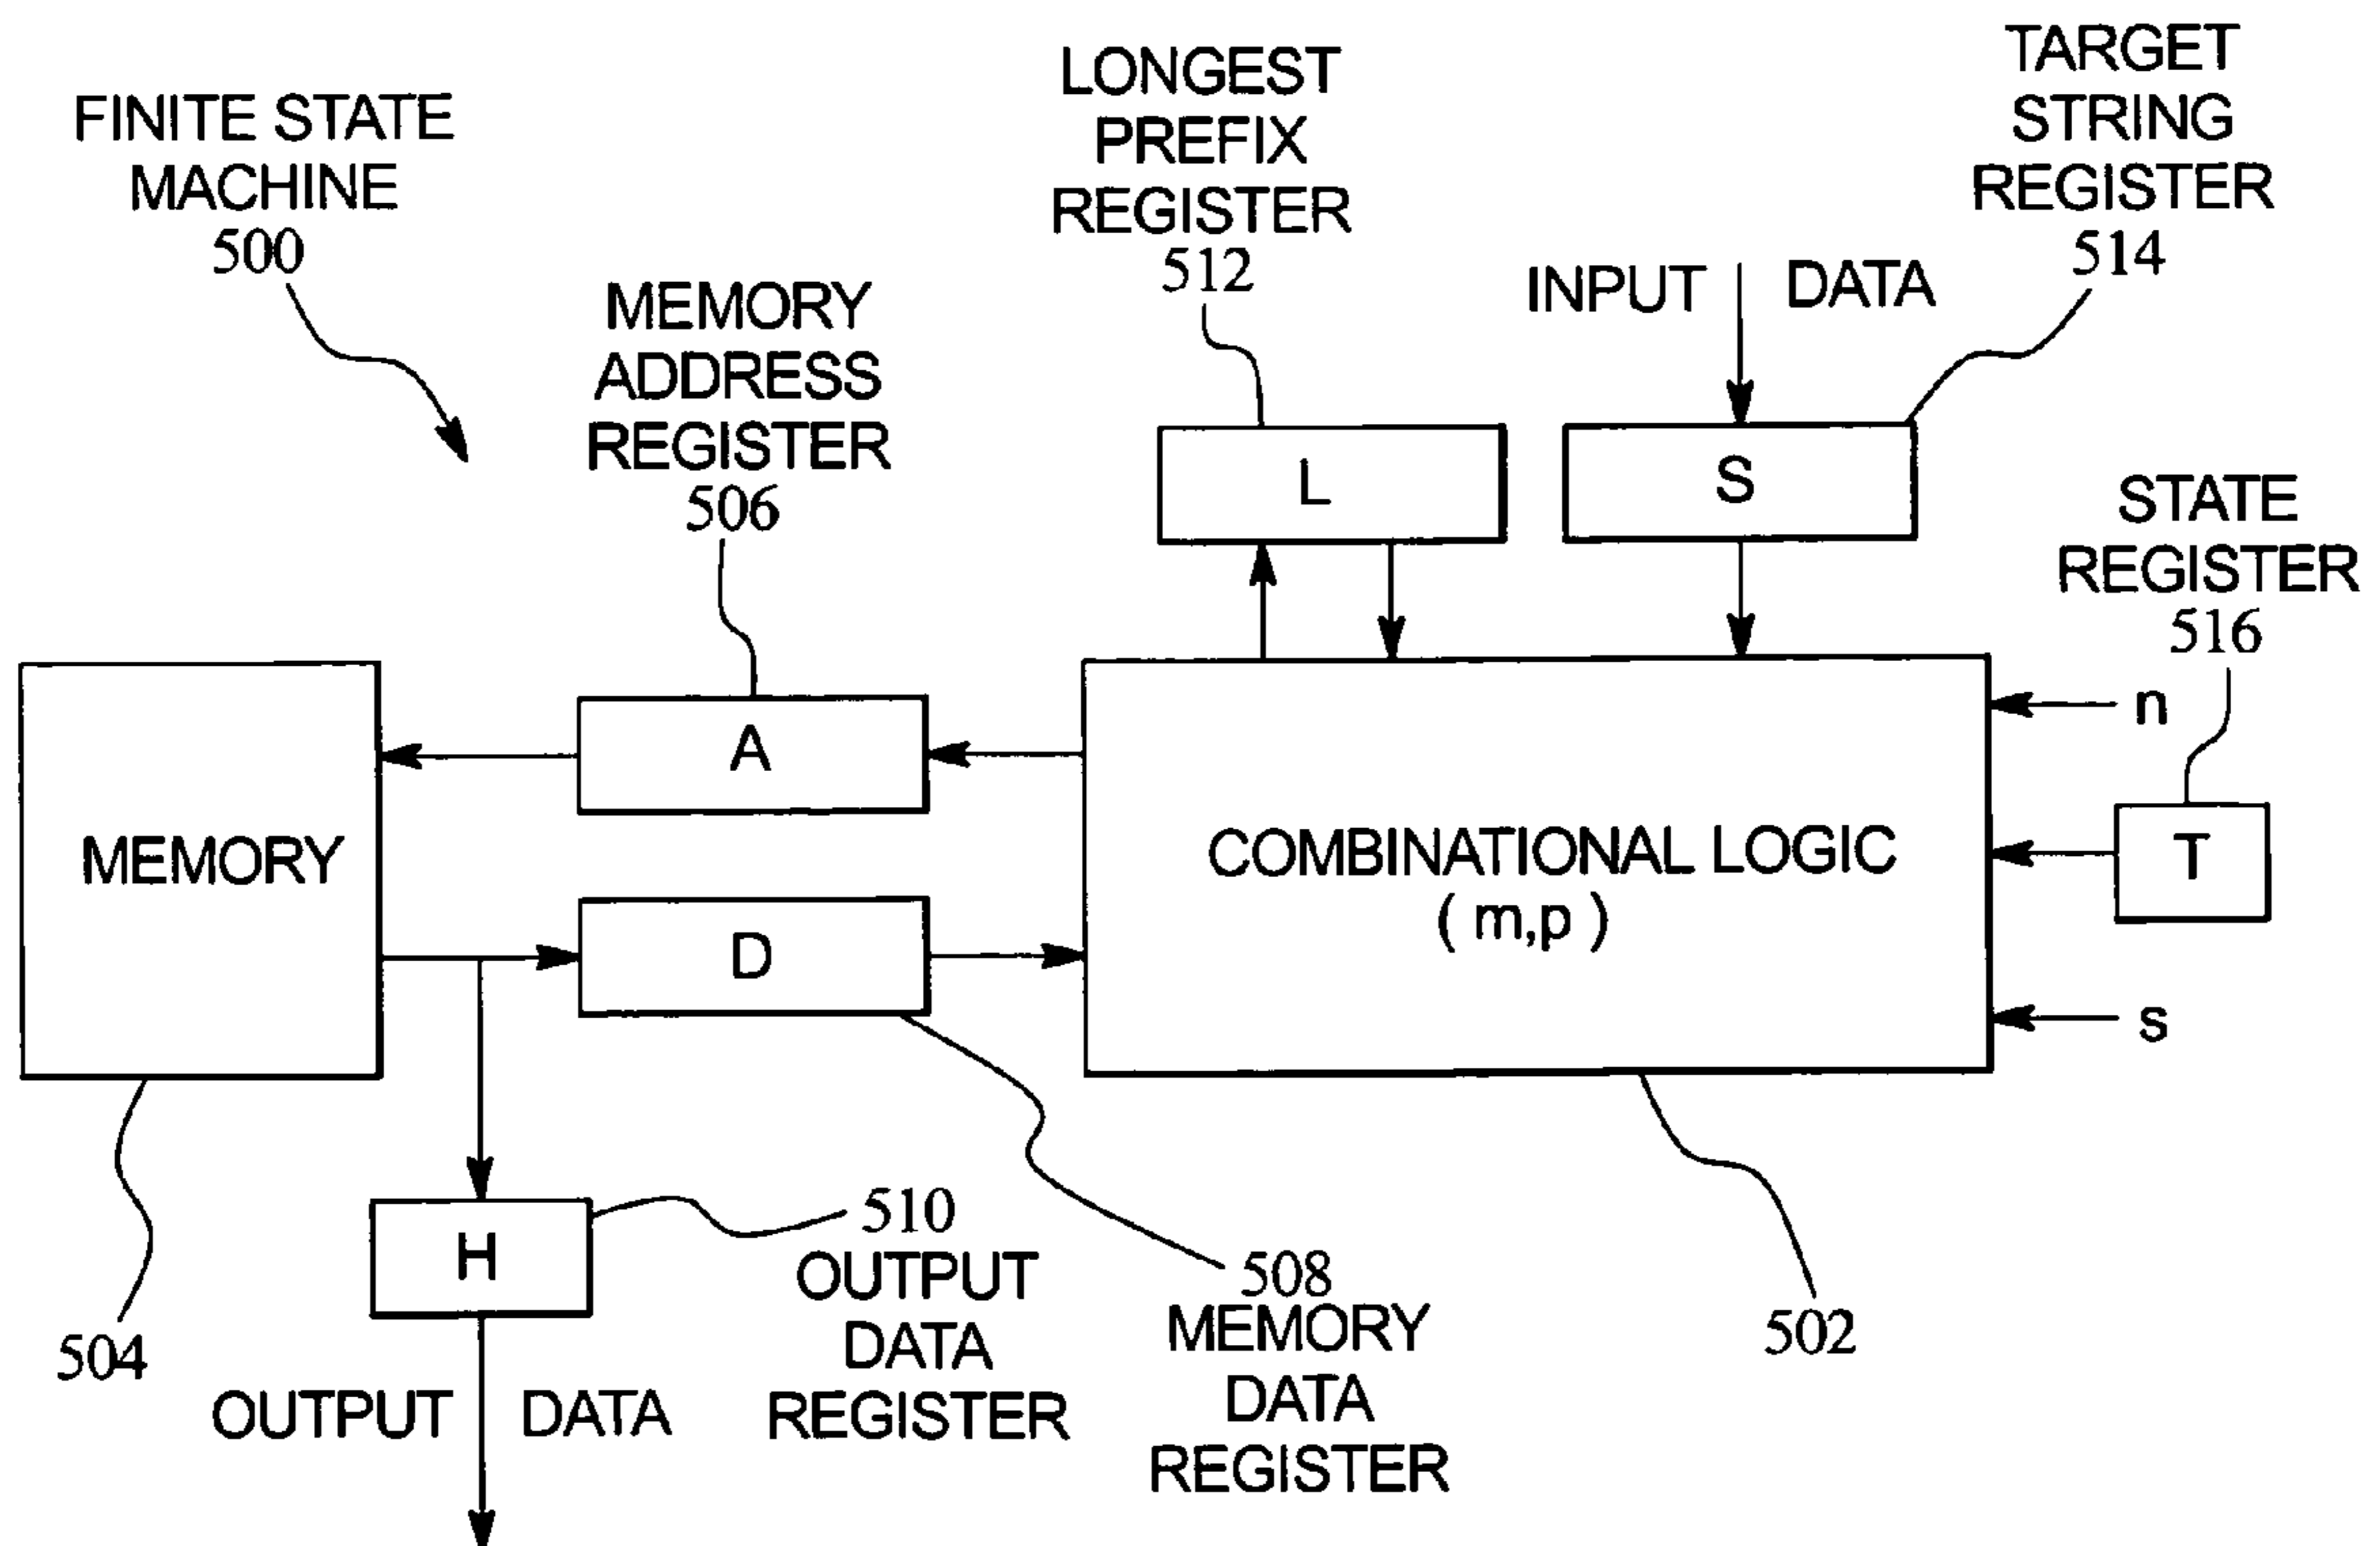 FINITE STATE
MACHINE
500
MEMORY
ADDRESS
REGISTER
506
LONGEST
PREFIX
REGISTER
512
INPUT DATA
TARGET
STRING
REGISTER
514
L
S
STATE
REGISTER
516
MEMORY
A
D
COMBINATIONAL LOGIC
( m,p )
n
T
s
H
504
OUTPUT DATA
510
OUTPUT
DATA
REGISTER
508
MEMORY
DATA
REGISTER
502